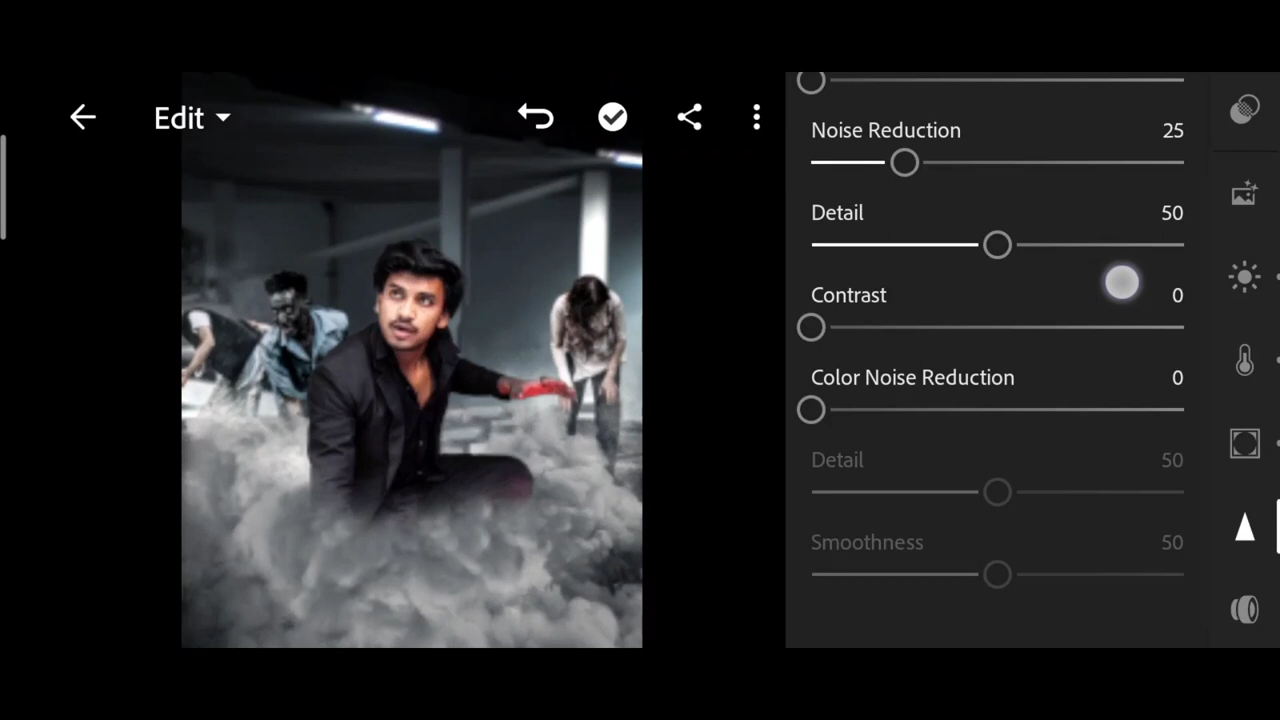 Edit
Noise Reduction 25
Detail 50
Contrast 0
Color Noise Reduction 0
Detail 50
Smoothness 50